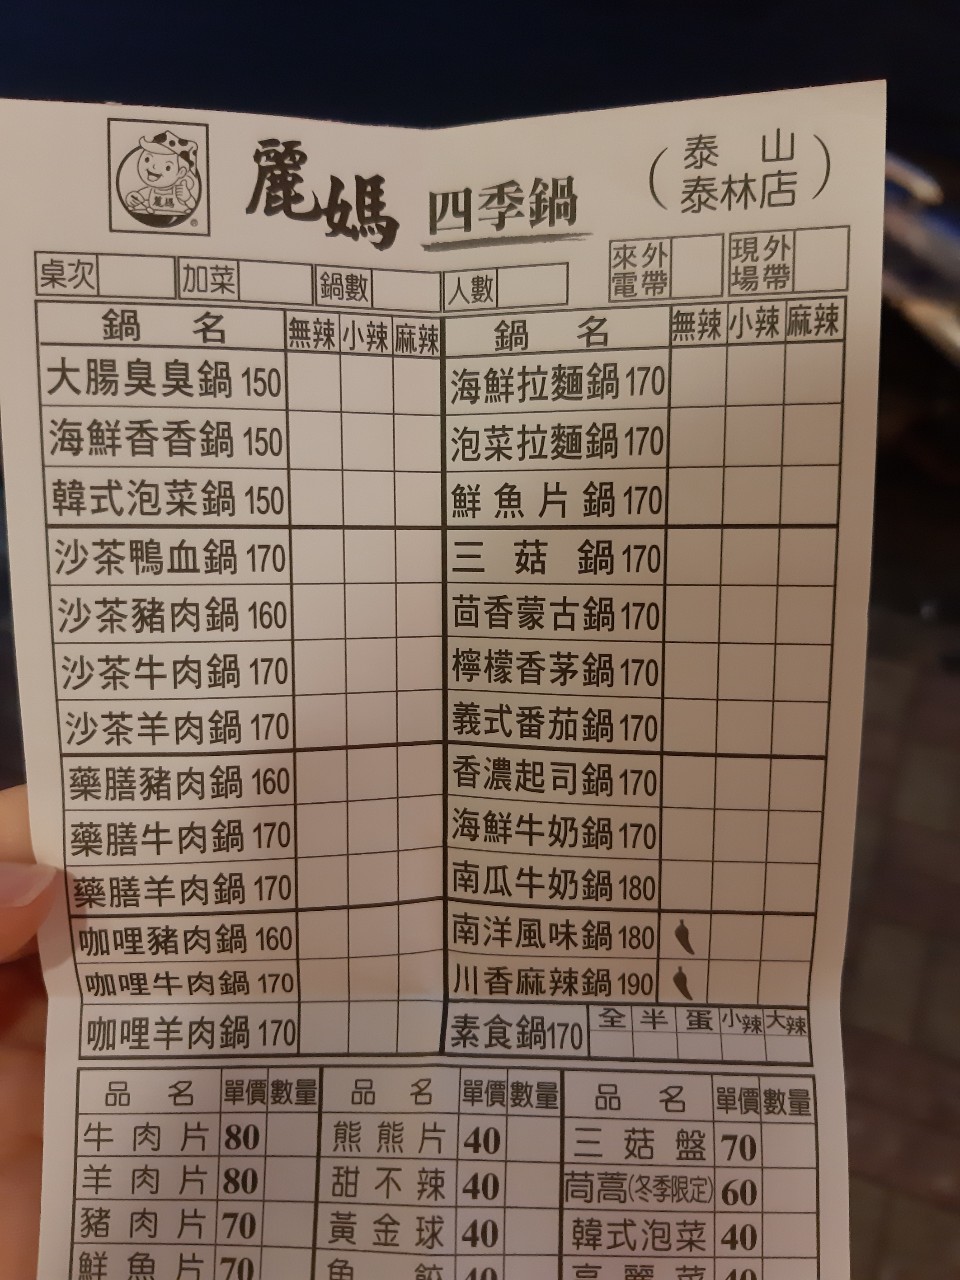 麗媽
®
麗媽 四季鍋 (泰山
泰林店)
桌次 加菜 鍋數 人數 來電外帶 現場外帶
鍋名 無辣 小辣 麻辣 鍋名 無辣 小辣 麻辣
大腸臭臭鍋 150 海鮮拉麵鍋 170
海鮮香香鍋 150 泡菜拉麵鍋 170
韓式泡菜鍋 150 鮮魚片鍋 170
沙茶鴨血鍋 170 三菇鍋 170
沙茶豬肉鍋 160 茴香蒙古鍋 170
沙茶牛肉鍋 170 檸檬香茅鍋 170
沙茶羊肉鍋 170 義式番茄鍋 170
藥膳豬肉鍋 160 香濃起司鍋 170
藥膳牛肉鍋 170 海鮮牛奶鍋 170
藥膳羊肉鍋 170 南瓜牛奶鍋 180
咖哩豬肉鍋 160 南洋風味鍋 180
咖哩牛肉鍋 170 川香麻辣鍋 190
咖哩羊肉鍋 170 素食鍋 170 全 半 蛋 小辣 大辣
品名 單價 數量 品名 單價 數量 品名 單價 數量
牛肉片 80 熊熊片 40 三菇盤 70
羊肉片 80 甜不辣 40 茼蒿(冬季限定) 60
豬肉片 70 黃金球 40 韓式泡菜 40
鮮魚片 70 魚餃 40 高麗菜 40